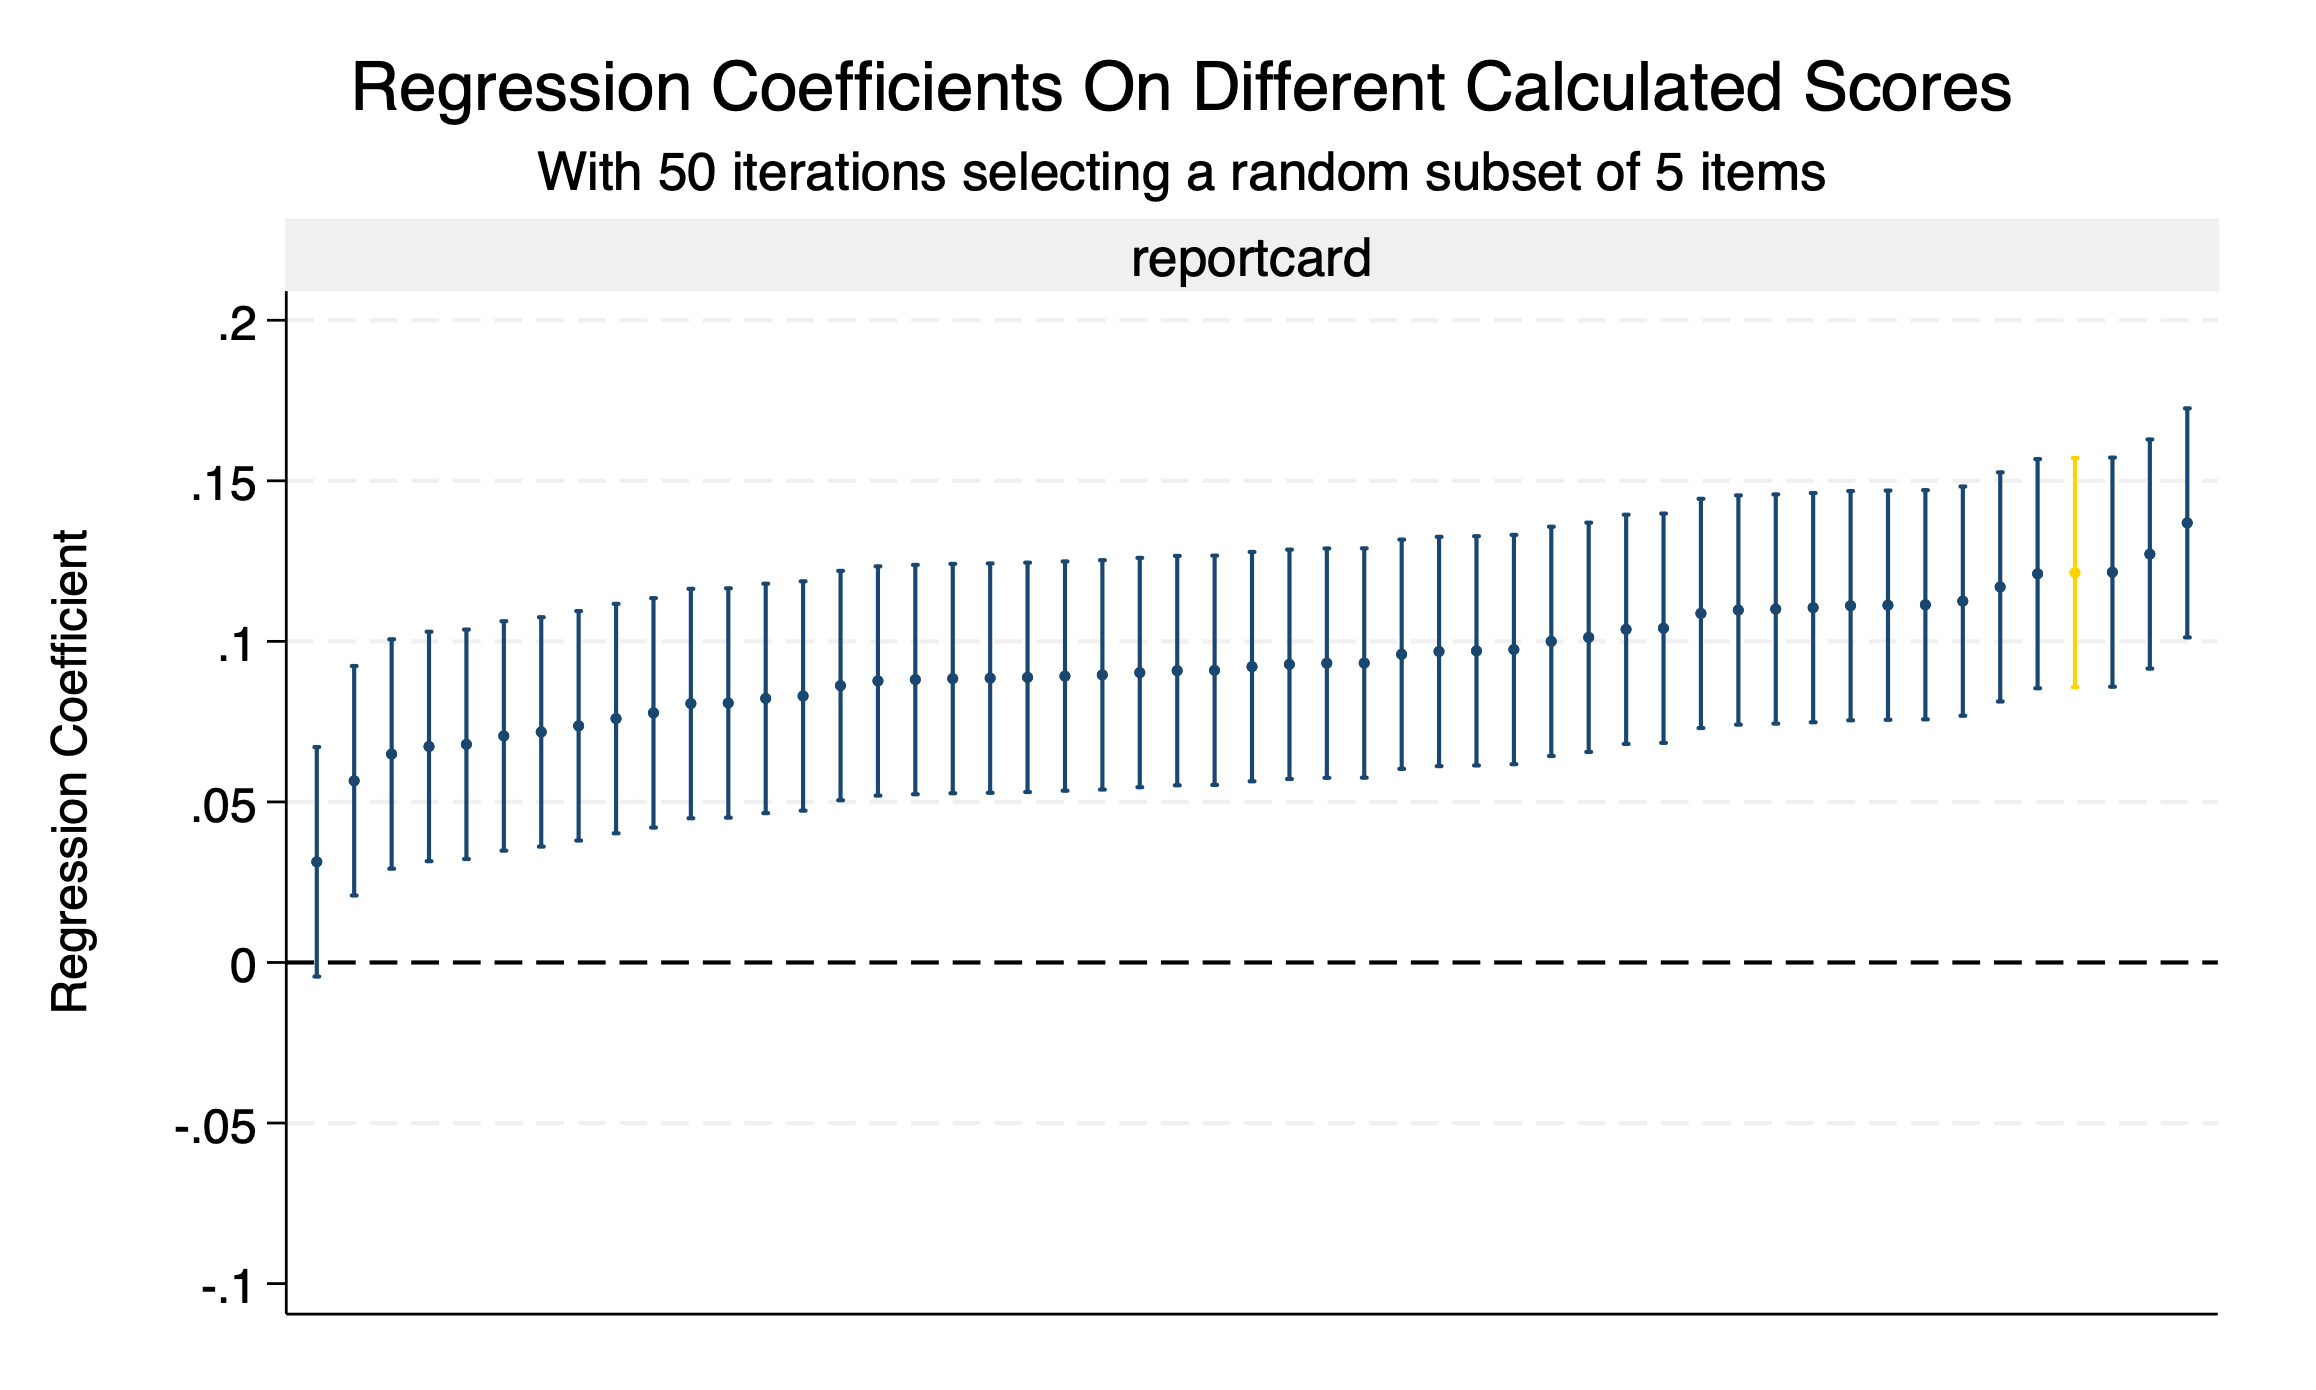 Regression Coefficients On Different Calculated Scores
With 50 iterations selecting a random subset of 5 items
reportcard
.2
.15
.1
.05
0
-.05
-.1
Regression Coefficient